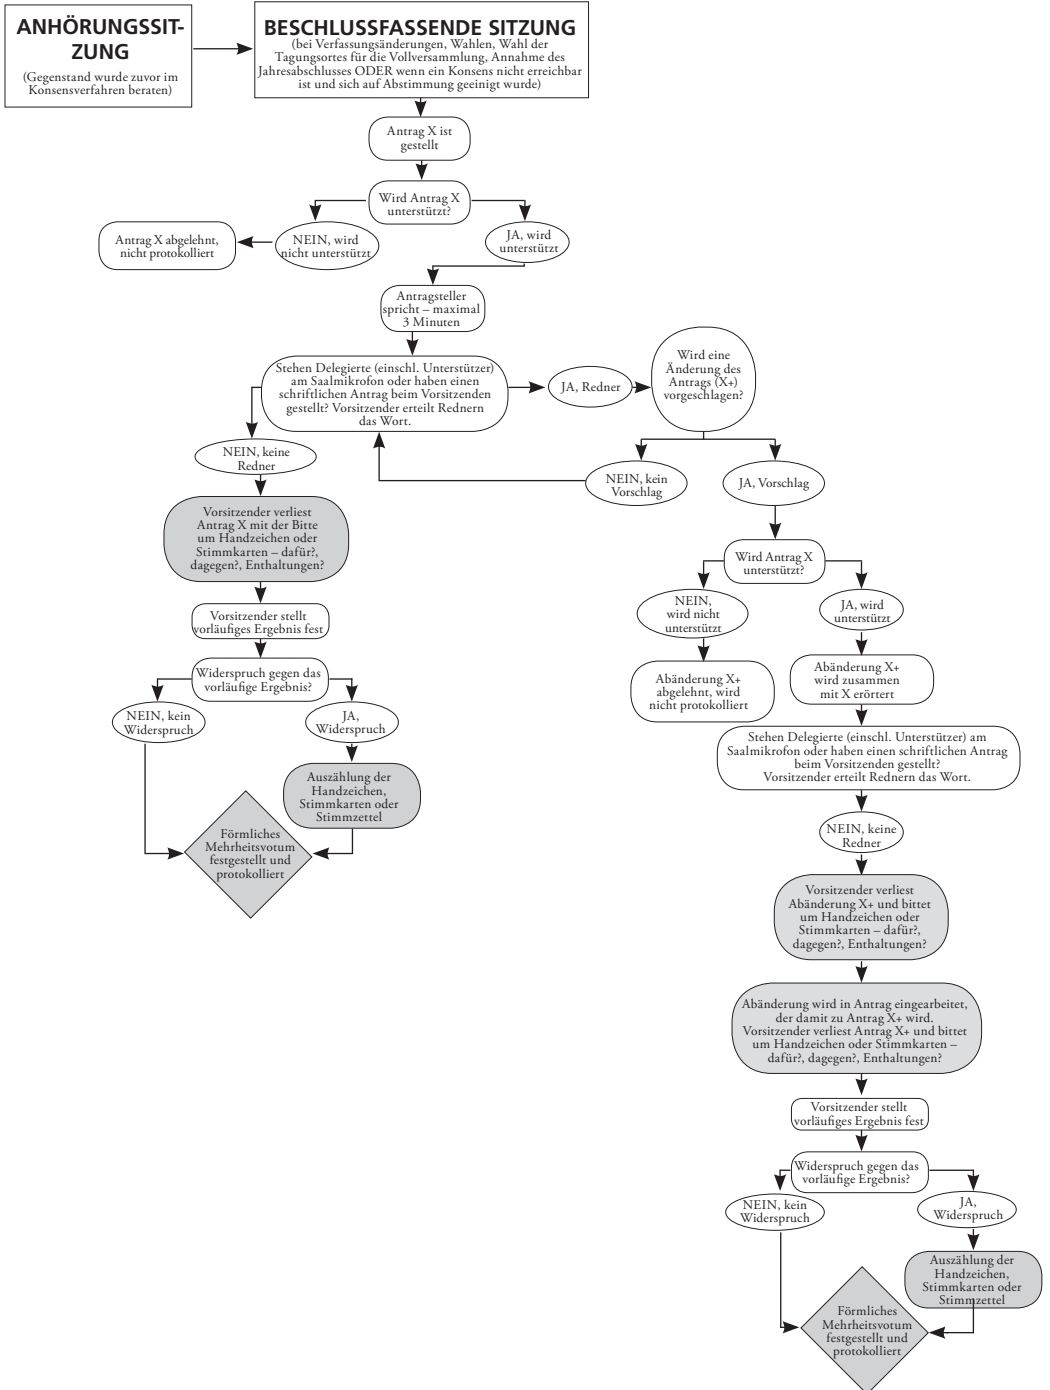 ANHÖRUNGSSIT-
ZUNG
(Gegenstand wurde zuvor im
Konsensverfahren beraten)
BESCHLUSSFASSENDE SITZUNG
(bei Verfassungsänderungen, Wahlen, Wahl der
Tagungsortes für die Vollversammlung, Annahme des
Jahresabschlusses ODER wenn ein Konsens nicht erreichbar
ist und sich auf Abstimmung geeinigt wurde)
Antrag X ist
gestellt
Wird Antrag X
unterstützt?
Antrag X abgelehnt,
nicht protokolliert
NEIN, wird
nicht unterstützt
JA, wird
unterstützt
Antragsteller
spricht – maximal
3 Minuten
Stehen Delegierte (einschl. Unterstützer)
am Saalmikrofon oder haben einen
schriftlichen Antrag beim Vorsitzenden
gestellt? Vorsitzender erteilt Rednern
das Wort.
JA, Redner
Wird eine
Änderung des
Antrags (X+)
vorgeschlagen?
NEIN, keine
Redner
NEIN, kein
Vorschlag
JA, Vorschlag
Vorsitzender verliest
Antrag X mit der Bitte
um Handzeichen oder
Stimmkarten – dafür?,
dagegen?, Enthaltungen?
Vorsitzender stellt
vorläufiges Ergebnis fest
Widerspruch gegen das
vorläufige Ergebnis?
NEIN, kein
Widerspruch
JA,
Widerspruch
Auszählung der
Handzeichen,
Stimmkarten oder
Stimmzettel
Förmliches
Mehrheitsvotum
festgestellt und
protokolliert
Wird Antrag X
unterstützt?
NEIN,
wird nicht
unterstützt
JA, wird
unterstützt
Abänderung X+
abgelehnt, wird
nicht protokolliert
Abänderung X+
wird zusammen
mit X erörtert
Stehen Delegierte (einschl. Unterstützer) am
Saalmikrofon oder haben einen schriftlichen Antrag
beim Vorsitzenden gestellt?
Vorsitzender erteilt Rednern das Wort.
NEIN, keine
Redner
Vorsitzender verliest
Abänderung X+ und bittet
um Handzeichen oder
Stimmkarten – dafür?,
dagegen?, Enthaltungen?
Abänderung wird in Antrag eingearbeitet,
der damit zu Antrag X+ wird.
Vorsitzender verliest Antrag X+ und bittet
um Handzeichen oder Stimmkarten –
dafür?, dagegen?, Enthaltungen?
Vorsitzender stellt
vorläufiges Ergebnis fest
Widerspruch gegen das
vorläufige Ergebnis?
NEIN, kein
Widerspruch
JA,
Widerspruch
Auszählung der
Handzeichen,
Stimmkarten oder
Stimmzettel
Förmliches
Mehrheitsvotum
festgestellt und
protokolliert